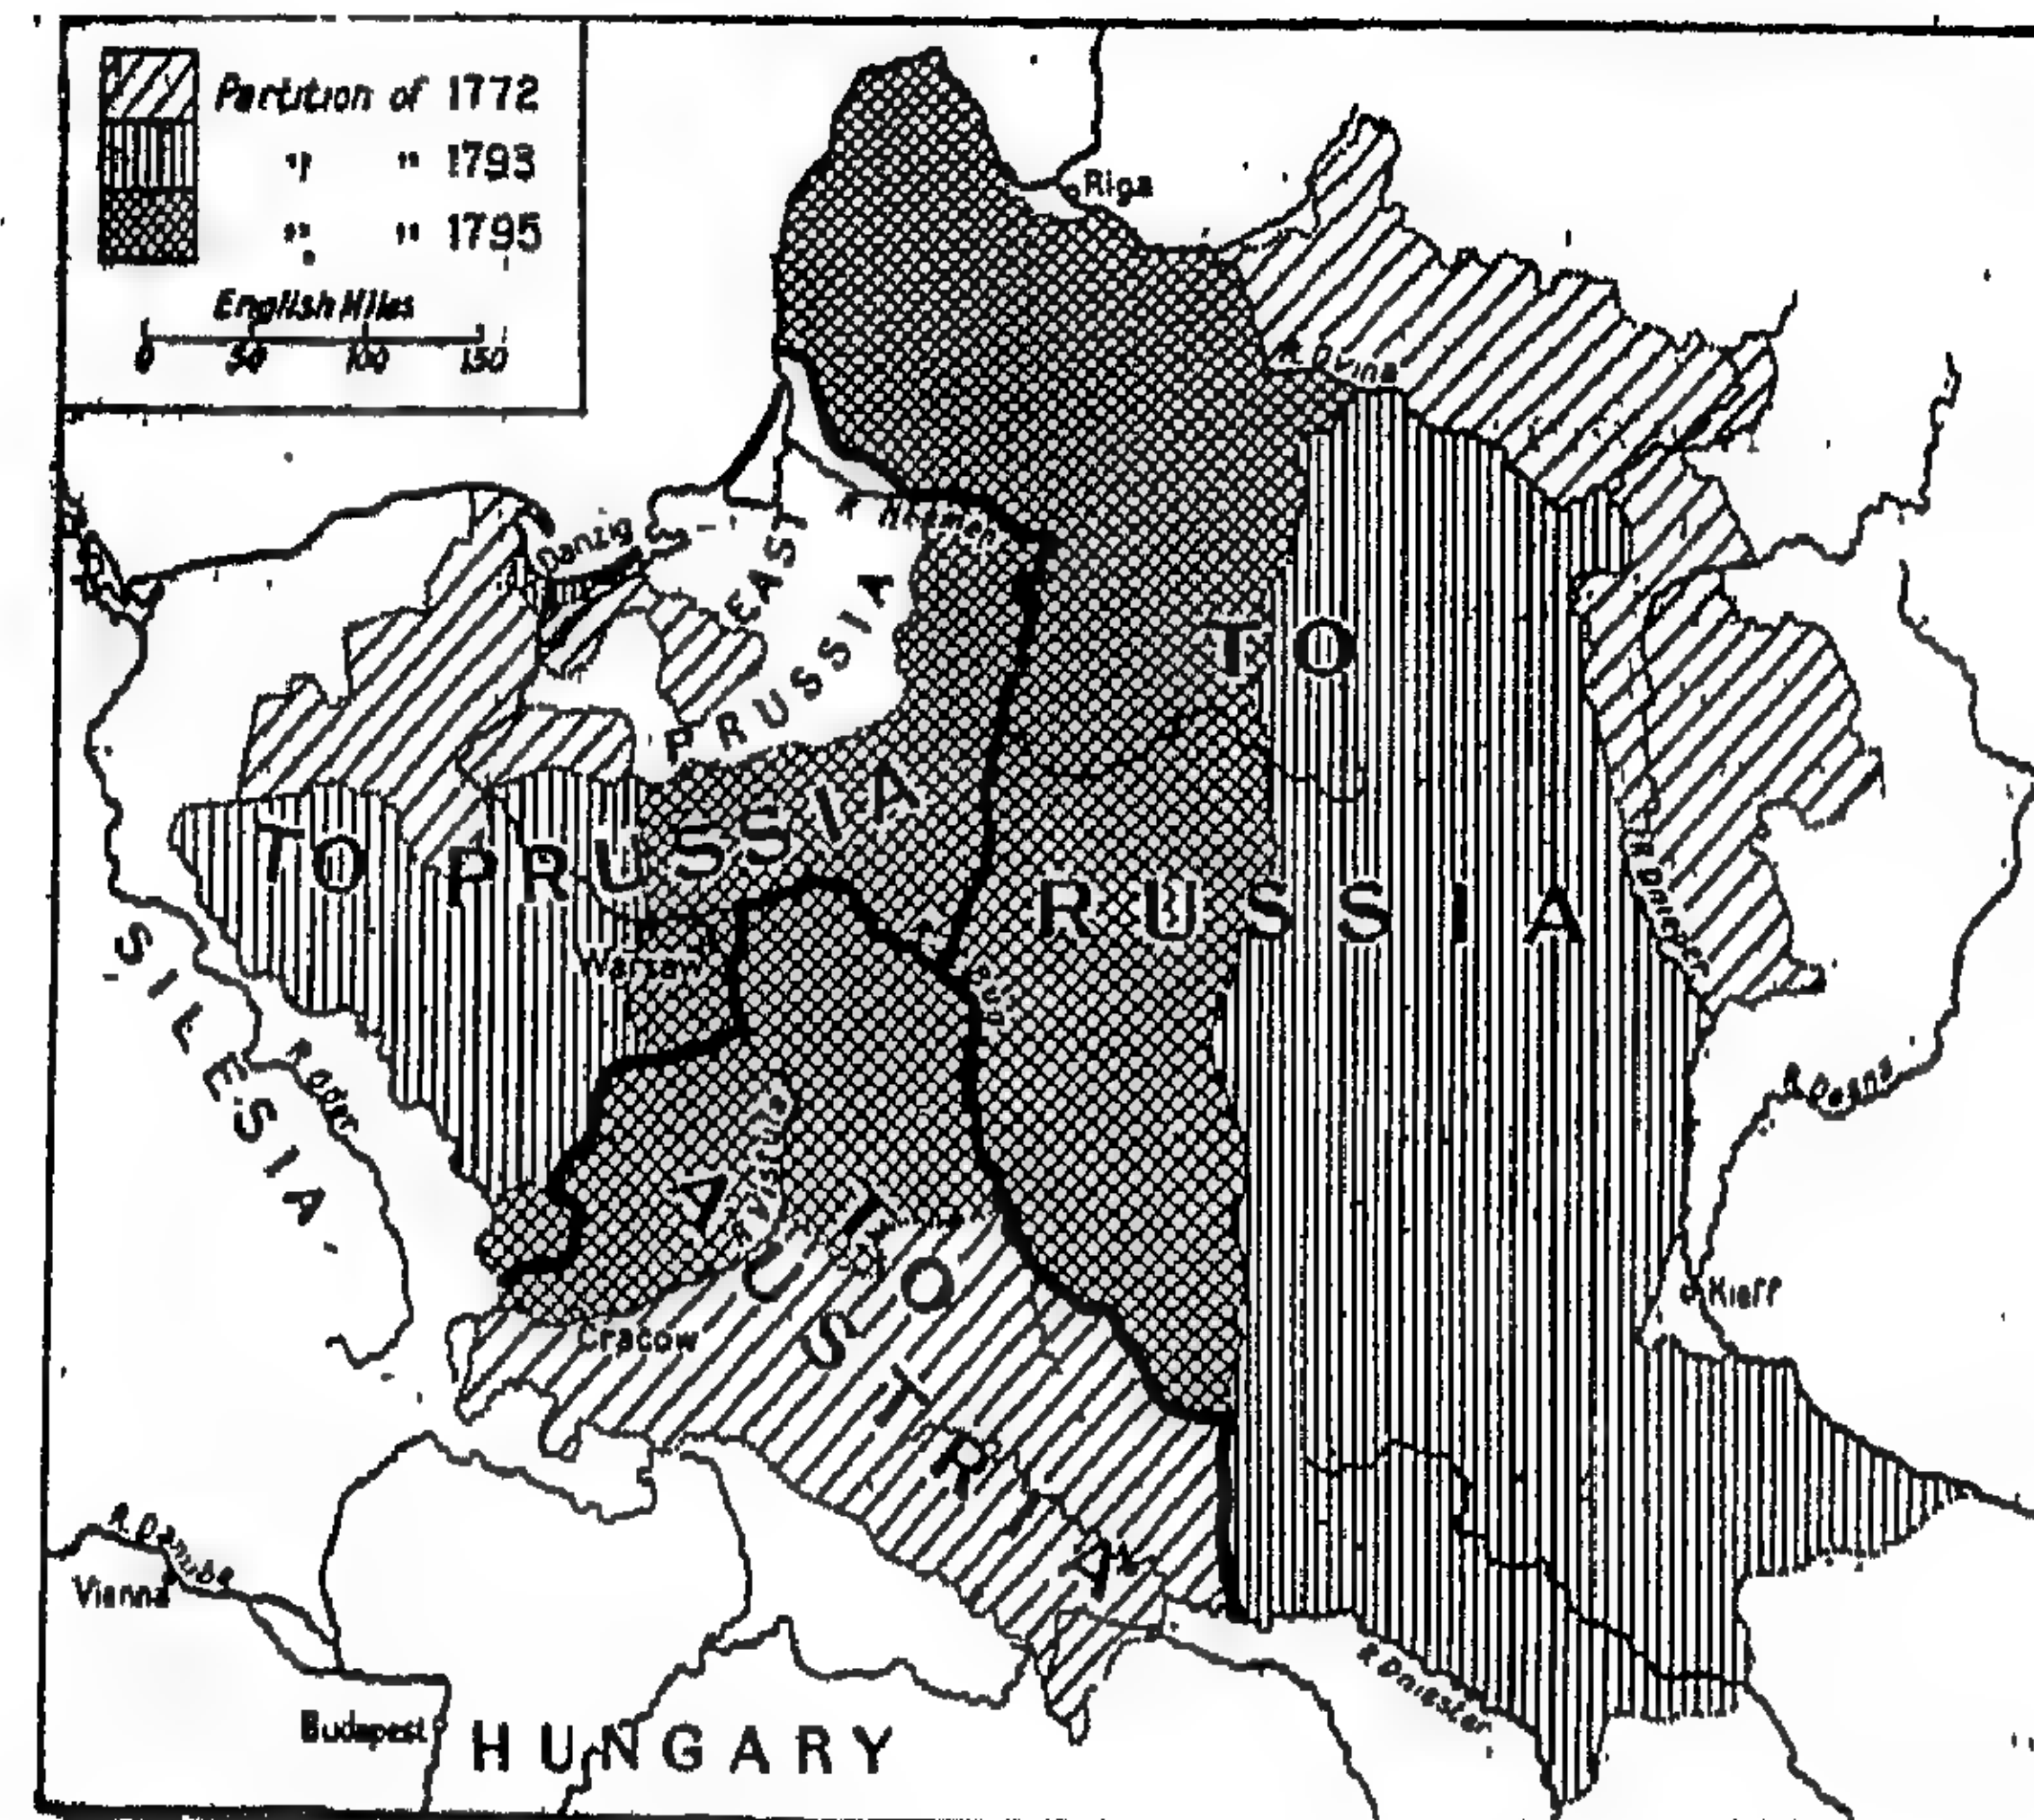 Partition of 1772
" " 1793
" " 1795
English Miles
0 50 100 150
Riga
R. Dvina
R. Niemen
Danzig
EAST PRUSSIA
TO PRUSSIA
TO RUSSIA
R. Dnieper
Warsaw
R. Bug
SILESIA
R. Oder
R. Desna
R. Vistula
TO AUSTRIA
Kieff
Cracow
R. Danube
Vienna
R. Dniester
Budapest
HUNGARY